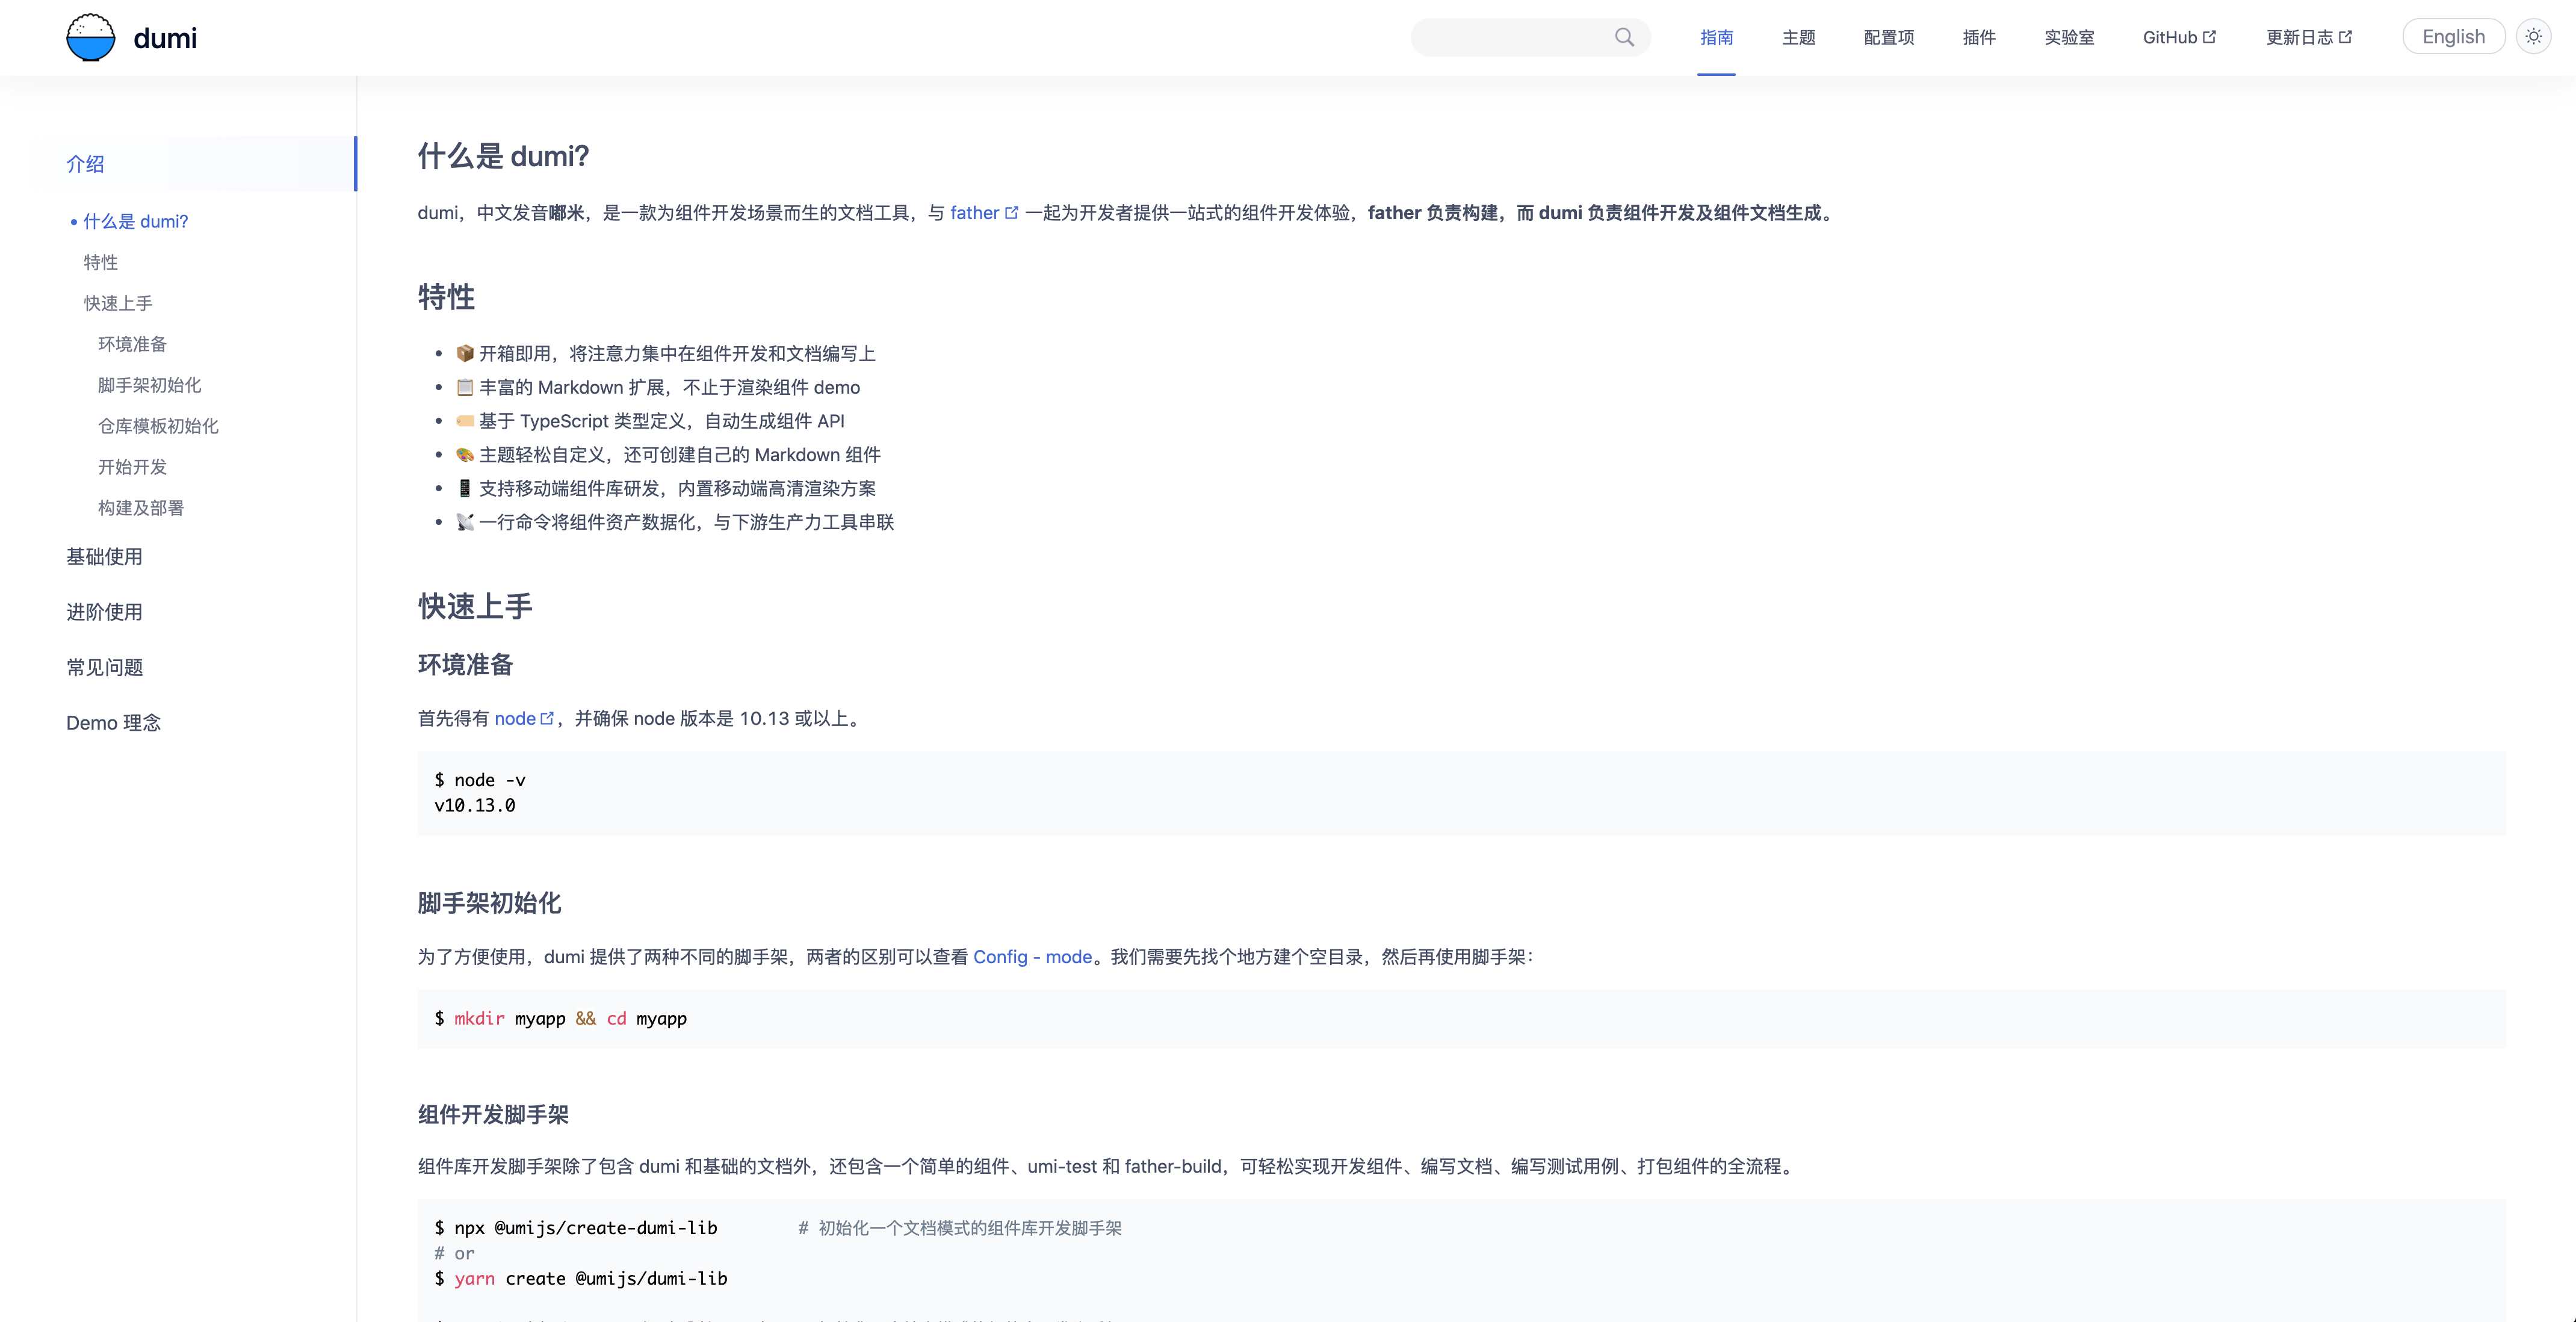 dumi
指南
主题
配置项
插件
实验室
GitHub
更新日志
English
介绍
什么是 dumi?
特性
快速上手
环境准备
脚手架初始化
仓库模板初始化
开始开发
构建及部署
基础使用
进阶使用
常见问题
Demo 理念
什么是 dumi?
dumi，中文发音嘟米，是一款为组件开发场景而生的文档工具，与 father 一起为开发者提供一站式的组件开发体验，father 负责构建，而 dumi 负责组件开发及组件文档生成。
特性
📦 开箱即用，将注意力集中在组件开发和文档编写上
📋 丰富的 Markdown 扩展，不止于渲染组件 demo
🏷 基于 TypeScript 类型定义，自动生成组件 API
🎨 主题轻松自定义，还可创建自己的 Markdown 组件
📱 支持移动端组件库研发，内置移动端高清渲染方案
📡 一行命令将组件资产数据化，与下游生产力工具串联
快速上手
环境准备
首先得有 node，并确保 node 版本是 10.13 或以上。
$ node -v
v10.13.0
脚手架初始化
为了方便使用，dumi 提供了两种不同的脚手架，两者的区别可以查看 Config - mode。我们需要先找个地方建个空目录，然后再使用脚手架：
$ mkdir myapp && cd myapp
组件开发脚手架
组件库开发脚手架除了包含 dumi 和基础的文档外，还包含一个简单的组件、umi-test 和 father-build，可轻松实现开发组件、编写文档、编写测试用例、打包组件的全流程。
$ npx @umijs/create-dumi-lib        # 初始化一个文档模式的组件库开发脚手架
# or
$ yarn create @umijs/dumi-lib